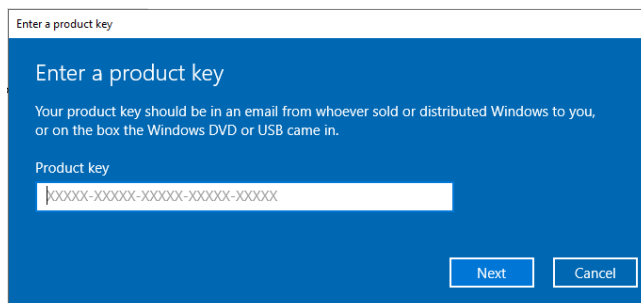 Enter a product key
Enter a product key
Your product key should be in an email from whoever sold or distributed Windows to you,
or on the box the Windows DVD or USB came in.
Product key
XXXXX-XXXXX-XXXXX-XXXXX-XXXXX
Next Cancel